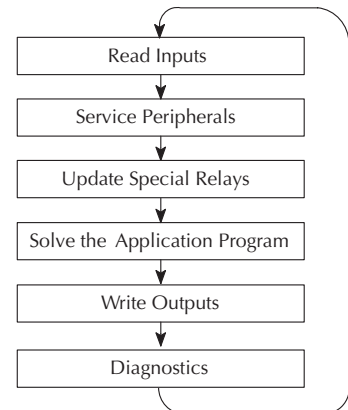 Read Inputs
Service Peripherals
Update Special Relays
Solve the Application Program
Write Outputs
Diagnostics